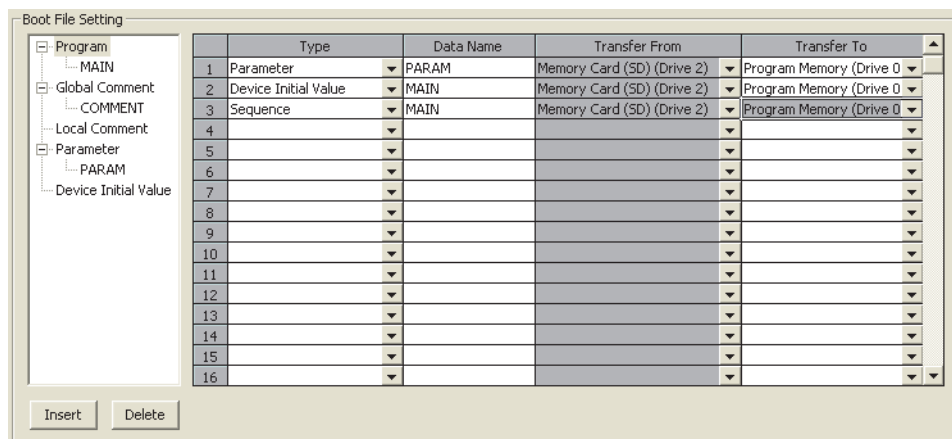 Boot File Setting
Program
MAIN
Global Comment
COMMENT
Local Comment
Parameter
PARAM
Device Initial Value
Type Data Name Transfer From Transfer To
1 Parameter PARAM Memory Card (SD) (Drive 2) Program Memory (Drive 0
2 Device Initial Value MAIN Memory Card (SD) (Drive 2) Program Memory (Drive 0
3 Sequence MAIN Memory Card (SD) (Drive 2) Program Memory (Drive 0
4
5
6
7
8
9
10
11
12
13
14
15
16
Insert Delete